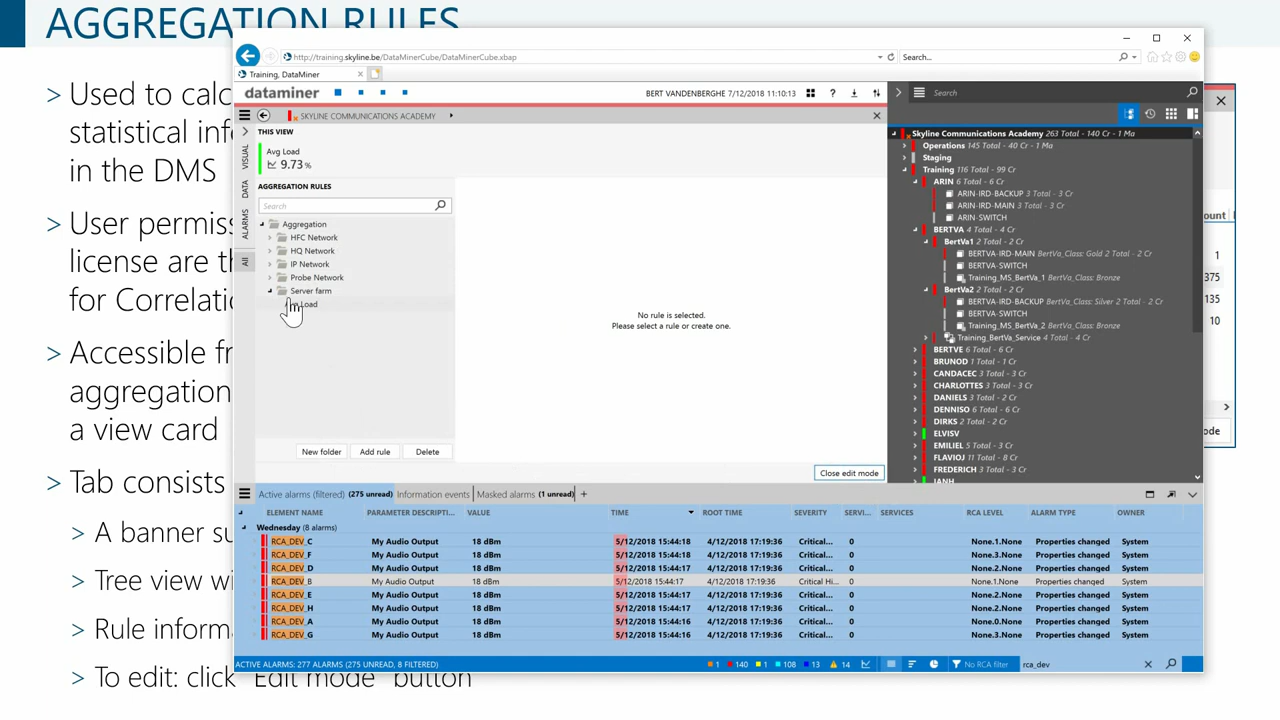 AGGREGATION RULES
> Used to calc
statistical inf
in the DMS
> User permiss
license are th
for Correlati
> Accessible fr
aggregation
a view card
> Tab consists
> A banner su
> Tree view wi
> Rule inform
> To edit: click "Edit mode" button
http://training.skyline.be/DataMinerCube/DataMinerCube.xbap
Search...
Training, DataMiner
dataminer
BERT VANDENBERGHE 7/12/2018 11:10:13
?
SKYLINE COMMUNICATIONS ACADEMY
THIS VIEW
Avg Load
9.73 %
VISUAL
DATA
ALARMS
All
AGGREGATION RULES
Search
Aggregation
HFC Network
HQ Network
IP Network
Probe Network
Server farm
Load
No rule is selected.
Please select a rule or create one.
New folder
Add rule
Delete
Close edit mode
Search
Skyline Communications Academy 263 Total - 140 Cr - 1 Ma
Operations 145 Total - 40 Cr - 1 Ma
Staging
Training 116 Total - 99 Cr
ARIN 6 Total - 6 Cr
ARIN-IRD-BACKUP 3 Total - 3 Cr
ARIN-IRD-MAIN 3 Total - 3 Cr
ARIN-SWITCH
BERTVA 4 Total - 4 Cr
BertVa1 2 Total - 2 Cr
BERTVA-IRD-MAIN BertVa_Class: Gold 2 Total - 2 Cr
BERTVA-SWITCH
Training_MS_BertVa_1 BertVa_Class: Bronze
BertVa2 2 Total - 2 Cr
BERTVA-IRD-BACKUP BertVa_Class: Silver 2 Total - 2 Cr
BERTVA-SWITCH
Training_MS_BertVa_2 BertVa_Class: Bronze
Training_BertVa_Service 4 Total - 4 Cr
BERTVE 6 Total - 6 Cr
BRUNOD 1 Total - 1 Cr
CANDACEC 3 Total - 3 Cr
CHARLOTTES 3 Total - 3 Cr
DANIELS 3 Total - 2 Cr
DENNISO 6 Total - 6 Cr
DIRKS 2 Total - 2 Cr
ELVISV
EMILIEL 5 Total - 3 Cr
FLAVIOJ 11 Total - 8 Cr
FREDERICH 3 Total - 3 Cr
ount
1
375
135
10
ode
Active alarms (filtered) (275 unread)
Information events
Masked alarms (1 unread)
+
ELEMENT NAME PARAMETER DESCRIPTI... VALUE TIME ROOT TIME SEVERITY SERVI... SERVICES RCA LEVEL ALARM TYPE OWNER
Wednesday (8 alarms)
RCA_DEV_C My Audio Output 18 dBm 5/12/2018 15:44:18 4/12/2018 17:19:36 Critical... 0 None.1.None Properties changed System
RCA_DEV_F My Audio Output 18 dBm 5/12/2018 15:44:18 4/12/2018 17:19:36 Critical... 0 None.3.None Properties changed System
RCA_DEV_D My Audio Output 18 dBm 5/12/2018 15:44:17 4/12/2018 17:19:36 Critical... 0 None.2.None Properties changed System
RCA_DEV_B My Audio Output 18 dBm 5/12/2018 15:44:17 4/12/2018 17:19:36 Critical Hi... 0 None.1.None Properties changed System
RCA_DEV_E My Audio Output 18 dBm 5/12/2018 15:44:17 4/12/2018 17:19:36 Critical... 0 None.2.None Properties changed System
RCA_DEV_H My Audio Output 18 dBm 5/12/2018 15:44:17 4/12/2018 17:19:36 Critical... 0 None.2.None Properties changed System
RCA_DEV_A My Audio Output 18 dBm 5/12/2018 15:44:16 4/12/2018 17:19:36 Critical... 0 None.0.None Properties changed System
RCA_DEV_G My Audio Output 18 dBm 5/12/2018 15:44:16 4/12/2018 17:19:36 Critical... 0 None.3.None Properties changed System
ACTIVE ALARMS: 277 ALARMS (275 UNREAD, 8 FILTERED)
1 140 1 108 13 14
No RCA filter
rca_dev